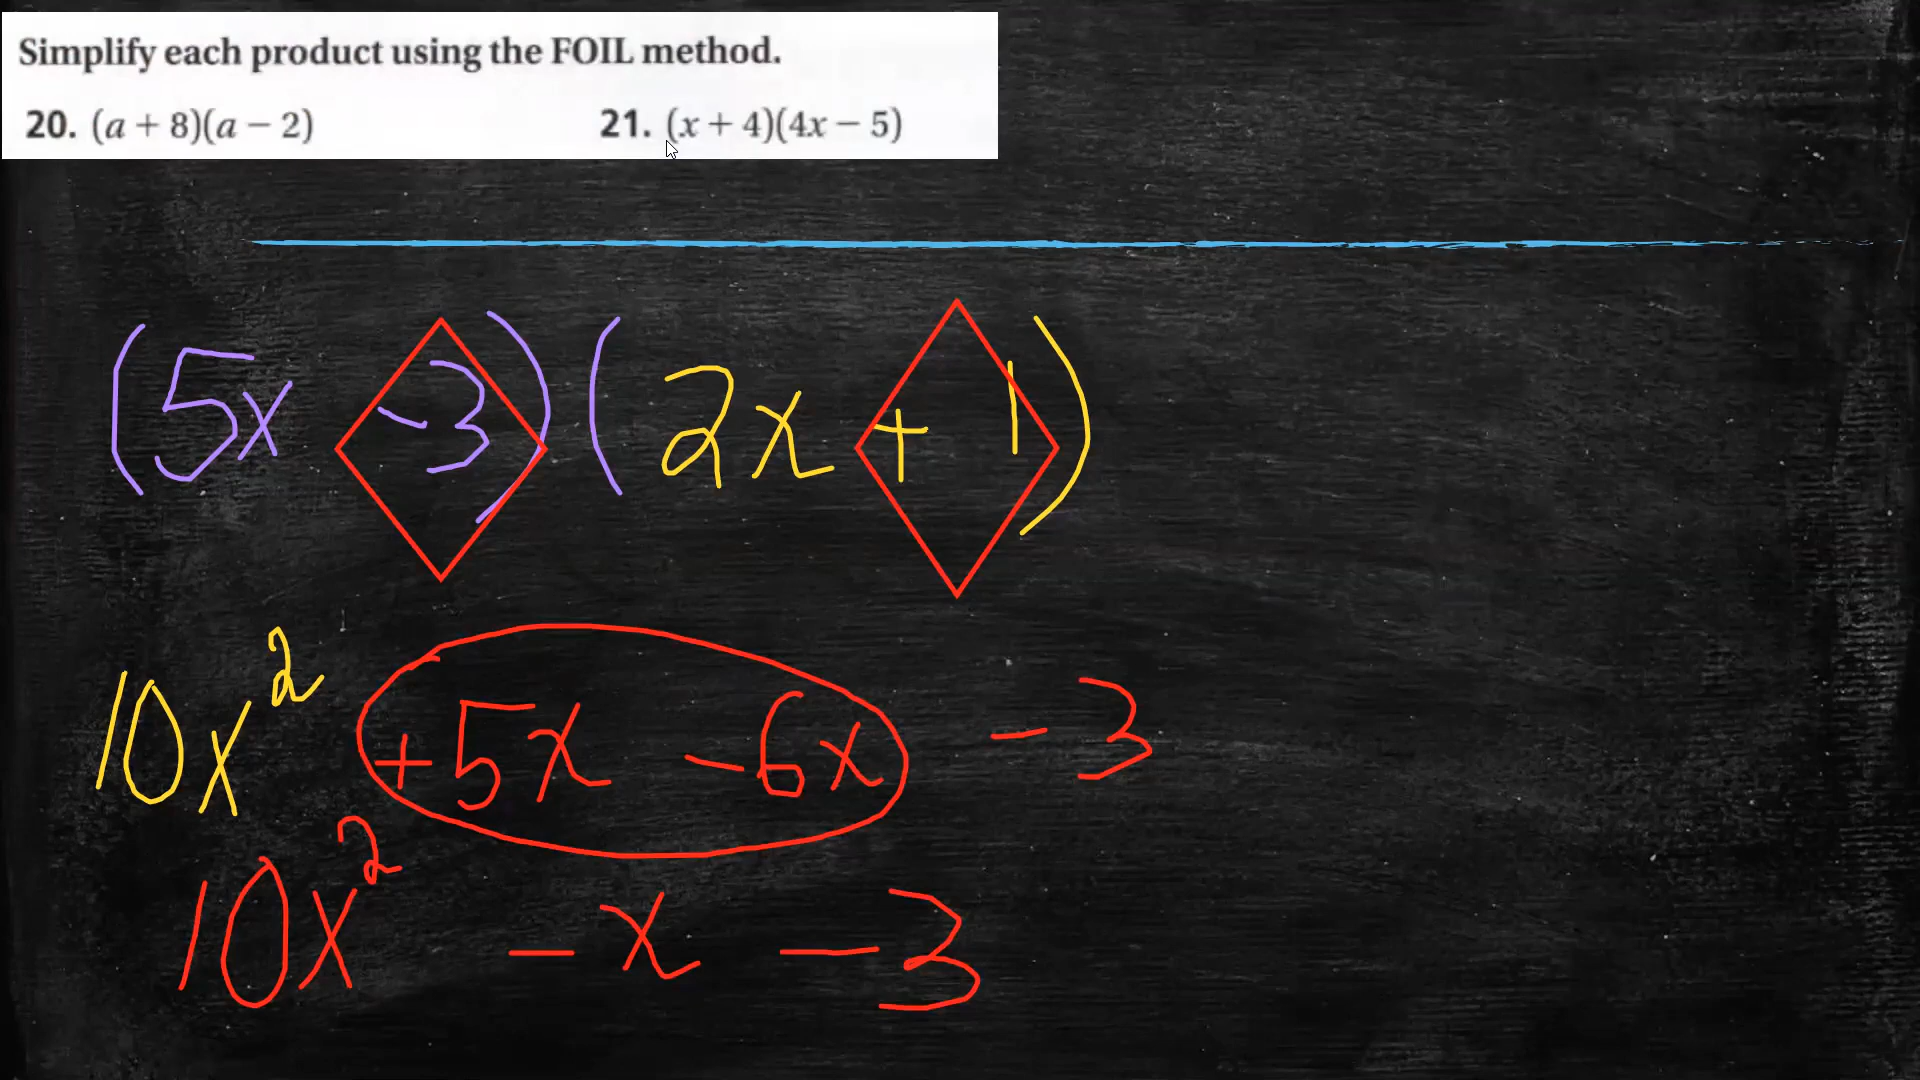 Simplify each product using the FOIL method.
20. (a + 8)(a − 2) 21. (x + 4)(4x − 5)
(5x -3)(2x + 1)
10x² +5x -6x - 3
10x² - x - 3